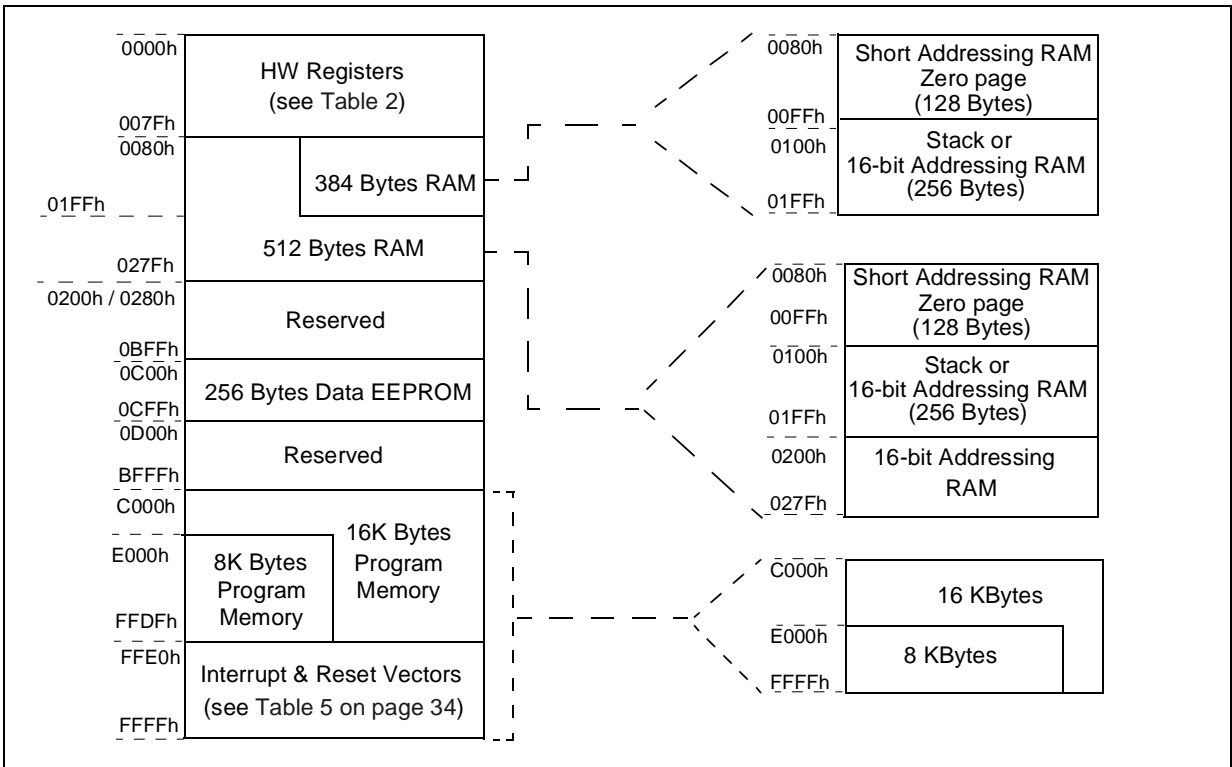 0000h
HW Registers
(see Table 2)
007Fh
0080h
384 Bytes RAM
01FFh
512 Bytes RAM
027Fh
0200h / 0280h
Reserved
0BFFh
0C00h
256 Bytes Data EEPROM
0CFFh
0D00h
Reserved
BFFFh
C000h
16K Bytes
Program
Memory
E000h
8K Bytes
Program
Memory
FFDFh
FFE0h
Interrupt & Reset Vectors
(see Table 5 on page 34)
FFFFh
0080h
Short Addressing RAM
Zero page
(128 Bytes)
00FFh
0100h
Stack or
16-bit Addressing RAM
(256 Bytes)
01FFh
0080h
Short Addressing RAM
Zero page
(128 Bytes)
00FFh
0100h
Stack or
16-bit Addressing RAM
(256 Bytes)
01FFh
0200h
16-bit Addressing
RAM
027Fh
C000h
16 KBytes
E000h
8 KBytes
FFFFh